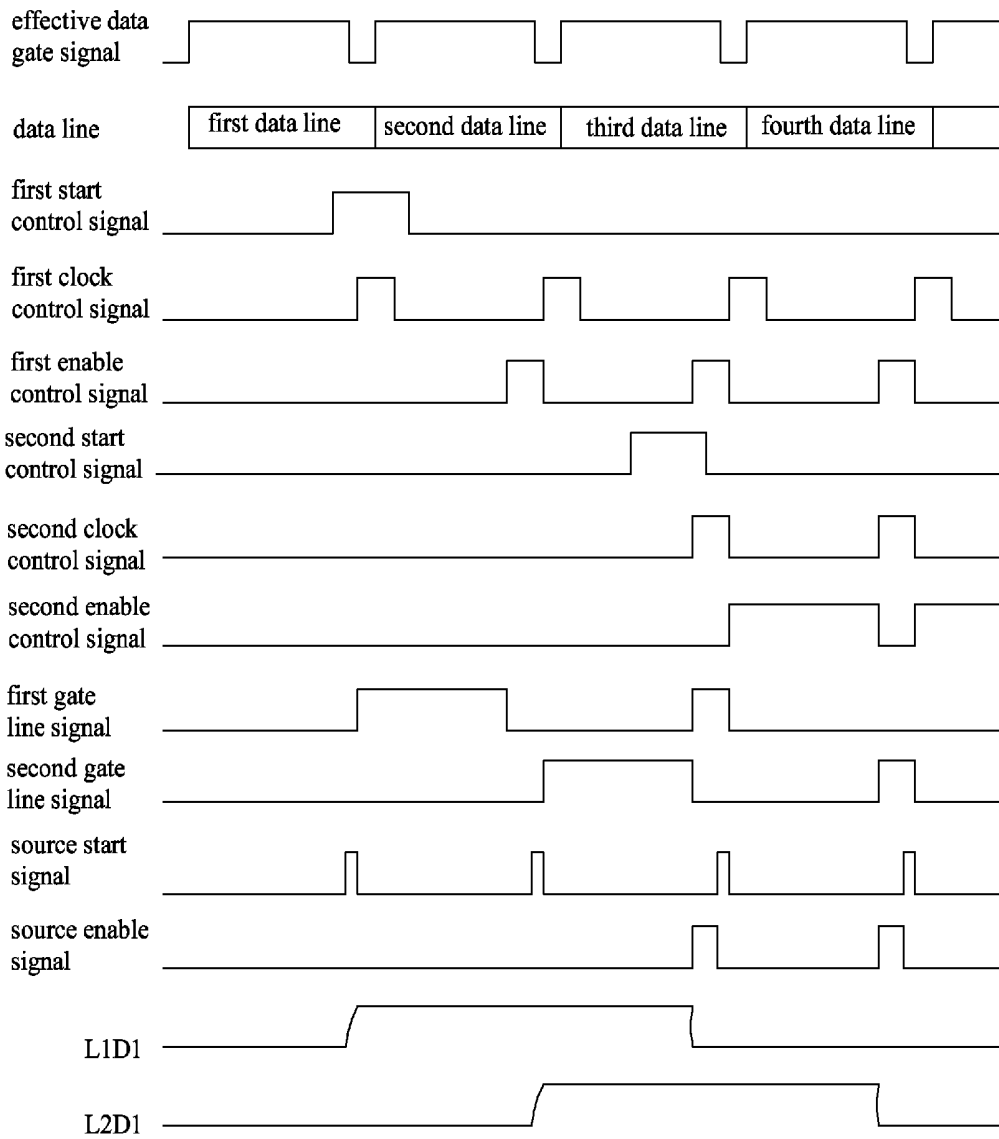 effective data
gate signal
data line
first data line
second data line
third data line
fourth data line
first start
control signal
first clock
control signal
first enable
control signal
second start
control signal
second clock
control signal
second enable
control signal
first gate
line signal
second gate
line signal
source start
signal
source enable
signal
L1D1
L2D1